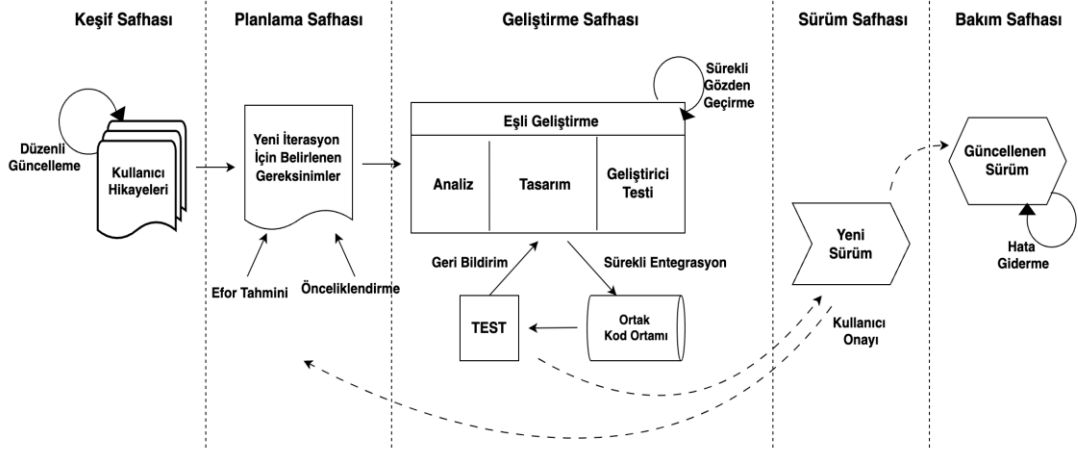 Keşif Safhası
Planlama Safhası
Geliştirme Safhası
Sürüm Safhası
Bakım Safhası
Düzenli
Güncelleme
Kullanıcı
Hikayeleri
Yeni İterasyon
İçin Belirlenen
Gereksinimler
Efor Tahmini
Önceliklendirme
Sürekli
Gözden
Geçirme
Eşli Geliştirme
Analiz
Tasarım
Geliştirici
Testi
Geri Bildirim
Sürekli Entegrasyon
TEST
Ortak
Kod Ortamı
Yeni
Sürüm
Kullanıcı
Onayı
Güncellenen
Sürüm
Hata
Giderme